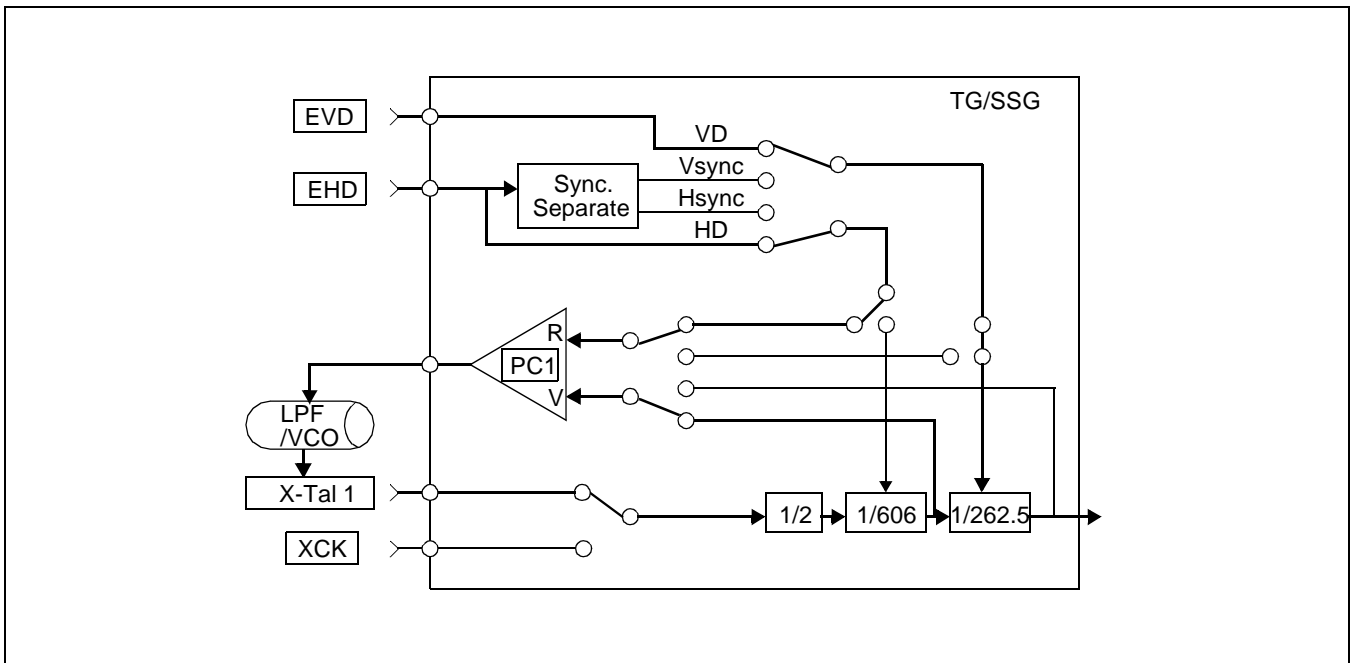 TG/SSG
EVD
VD
Vsync
EHD
Sync.
Separate
Hsync
HD
R
PC1
V
LPF
/VCO
X-Tal 1
1/2
1/606
1/262.5
XCK